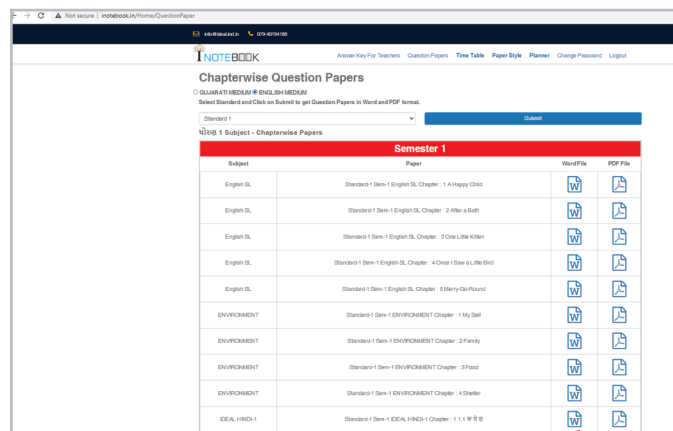 Not secure | inotebook.in/Home/QuestionPaper
info@ideal.ind.in 079-40194188
INOTEBOOK
Answer Key For Teachers Question Papers Time Table Paper Style Planner Change Password Logout
Chapterwise Question Papers
GUJARATI MEDIUM ENGLISH MEDIUM
Select Standard and Click on Submit to get Question Papers in Word and PDF format.
Standard 1 Submit
ધોરણ 1 Subject - Chapterwise Papers
Semester 1
Subject Paper Word File PDF File
English SL Standard-1 Sem-1 English SL Chapter : 1 A Happy Child
English SL Standard-1 Sem-1 English SL Chapter : 2 After a Bath
English SL Standard-1 Sem-1 English SL Chapter : 3 One Little Kitten
English SL Standard-1 Sem-1 English SL Chapter : 4 Once I Saw a Little Bird
English SL Standard-1 Sem-1 English SL Chapter : 5 Merry-Go-Round
ENVIRONMENT Standard-1 Sem-1 ENVIRONMENT Chapter : 1 My Self
ENVIRONMENT Standard-1 Sem-1 ENVIRONMENT Chapter : 2 Family
ENVIRONMENT Standard-1 Sem-1 ENVIRONMENT Chapter : 3 Food
ENVIRONMENT Standard-1 Sem-1 ENVIRONMENT Chapter : 4 Shelter
IDEAL HINDI-1 Standard-1 Sem-1 IDEAL HINDI-1 Chapter : 1 1.1